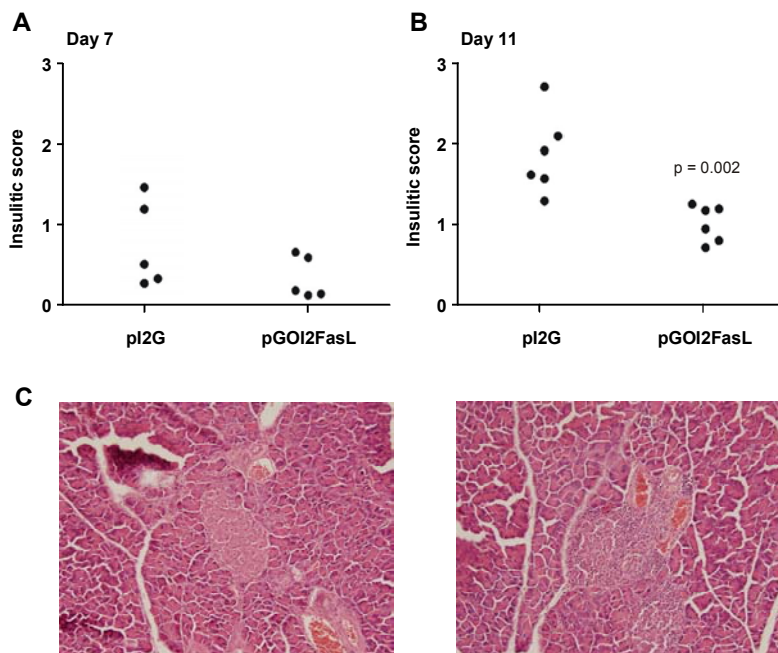 A
Day 7
3
2
1
0
Insulitic score
pI2G
pGOI2FasL
B
Day 11
3
2
1
0
Insulitic score
p = 0.002
pI2G
pGOI2FasL
C